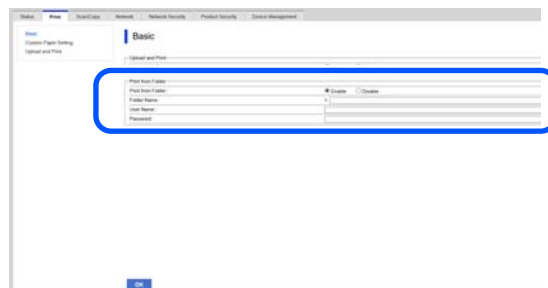 Status Print Scan/Copy Network Network Security Product Security Device Management
Basic
Custom Paper Setting
Upload and Print
Basic
Upload and Print
Print from Folder
Print from Folder: Enable Disable
Folder Name:
User Name:
Password:
OK